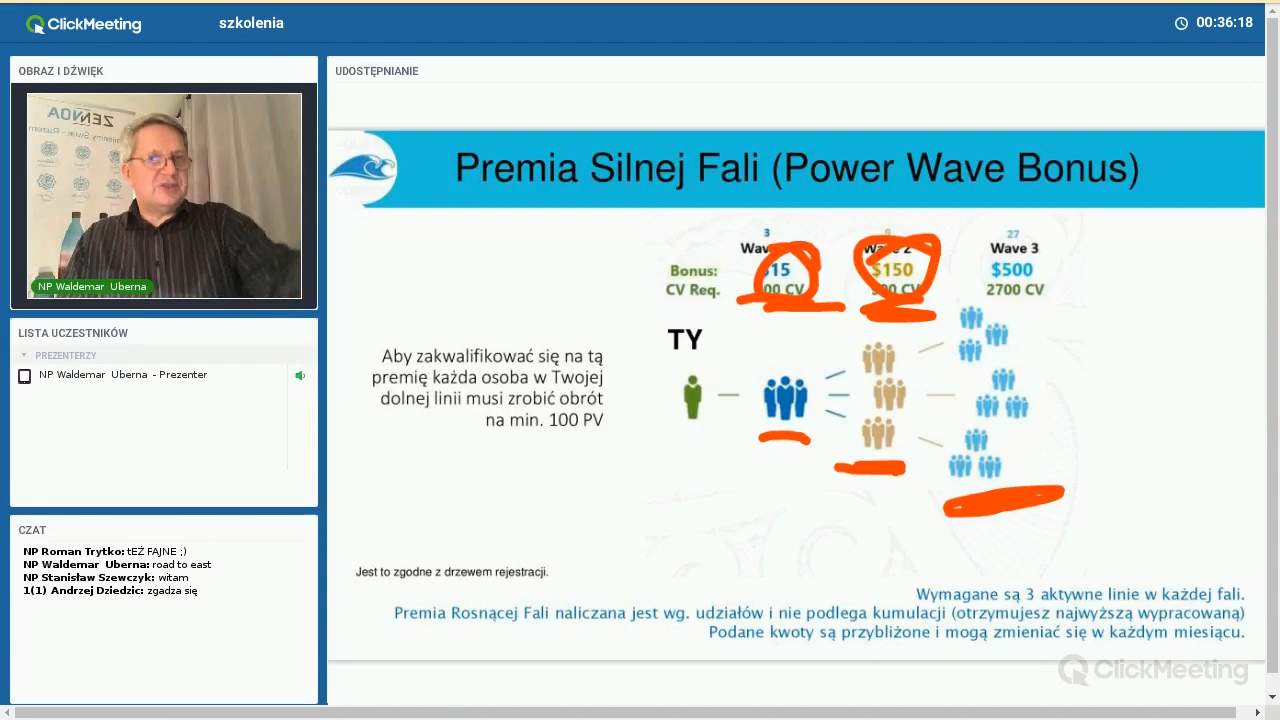 ClickMeeting
szkolenia
00:36:18
OBRAZ I DŹWIĘK
ZENNOA
NP Waldemar Uberna
LISTA UCZESTNIKÓW
PREZENTERZY
NP Waldemar Uberna - Prezenter
CZAT
NP Roman Trytko: tEŻ FAJNE ;)
NP Waldemar Uberna: road to east
NP Stanisław Szewczyk: witam
1(1) Andrzej Dziedzic: zgadza się
UDOSTĘPNIANIE
Premia Silnej Fali (Power Wave Bonus)
3 27
Wave 2 Wave 3
Bonus: $15 $150 $500
CV Req. CV 2700 CV
TY
Aby zakwalifikować się na tą
premię każda osoba w Twojej
dolnej linii musi zrobić obrót
na min. 100 PV
Jest to zgodne z drzewem rejestracji.
Wymagane są 3 aktywne linie w każdej fali.
Premia Rosnącej Fali naliczana jest wg. udziałów i nie podlega kumulacji (otrzymujesz najwyższą wypracowaną)
Podane kwoty są przybliżone i mogą zmieniać się w każdym miesiącu.
ClickMeeting